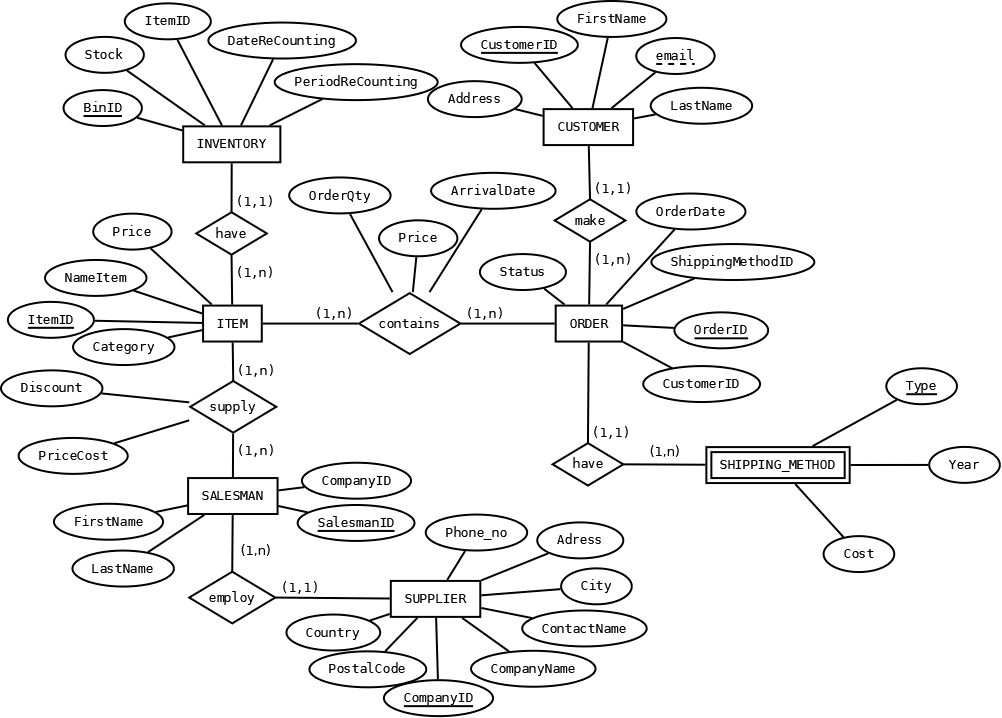 FirstName
ItemID
CustomerID
DateReCounting
Stock
email
PeriodReCounting
Address
LastName
BinID
CUSTOMER
INVENTORY
(1,1)
ArrivalDate
OrderQty
(1,1)
OrderDate
make
Price
have
Price
(1,n)
ShippingMethodID
(1,n)
Status
NameItem
(1,n)
(1,n)
ItemID
ITEM
contains
ORDER
OrderID
Category
(1,n)
CustomerID
Type
Discount
supply
(1,1)
(1,n)
(1,n)
PriceCost
have
SHIPPING_METHOD
Year
CompanyID
SALESMAN
FirstName
SalesmanID
Phone_no
Adress
(1,n)
Cost
LastName
(1,1)
City
employ
SUPPLIER
Country
ContactName
PostalCode
CompanyName
CompanyID